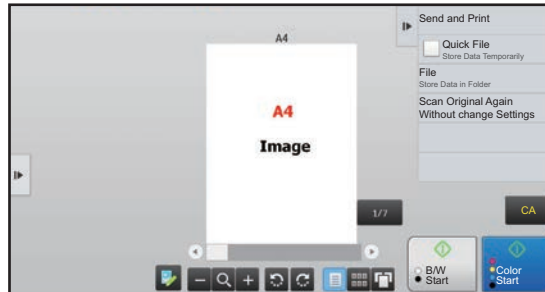 Send and Print
A4
Quick File
Store Data Temporarily
File
Store Data in Folder
Scan Original Again
Without change Settings
A4
Image
1/7
CA
B/W
Start
Color
Start